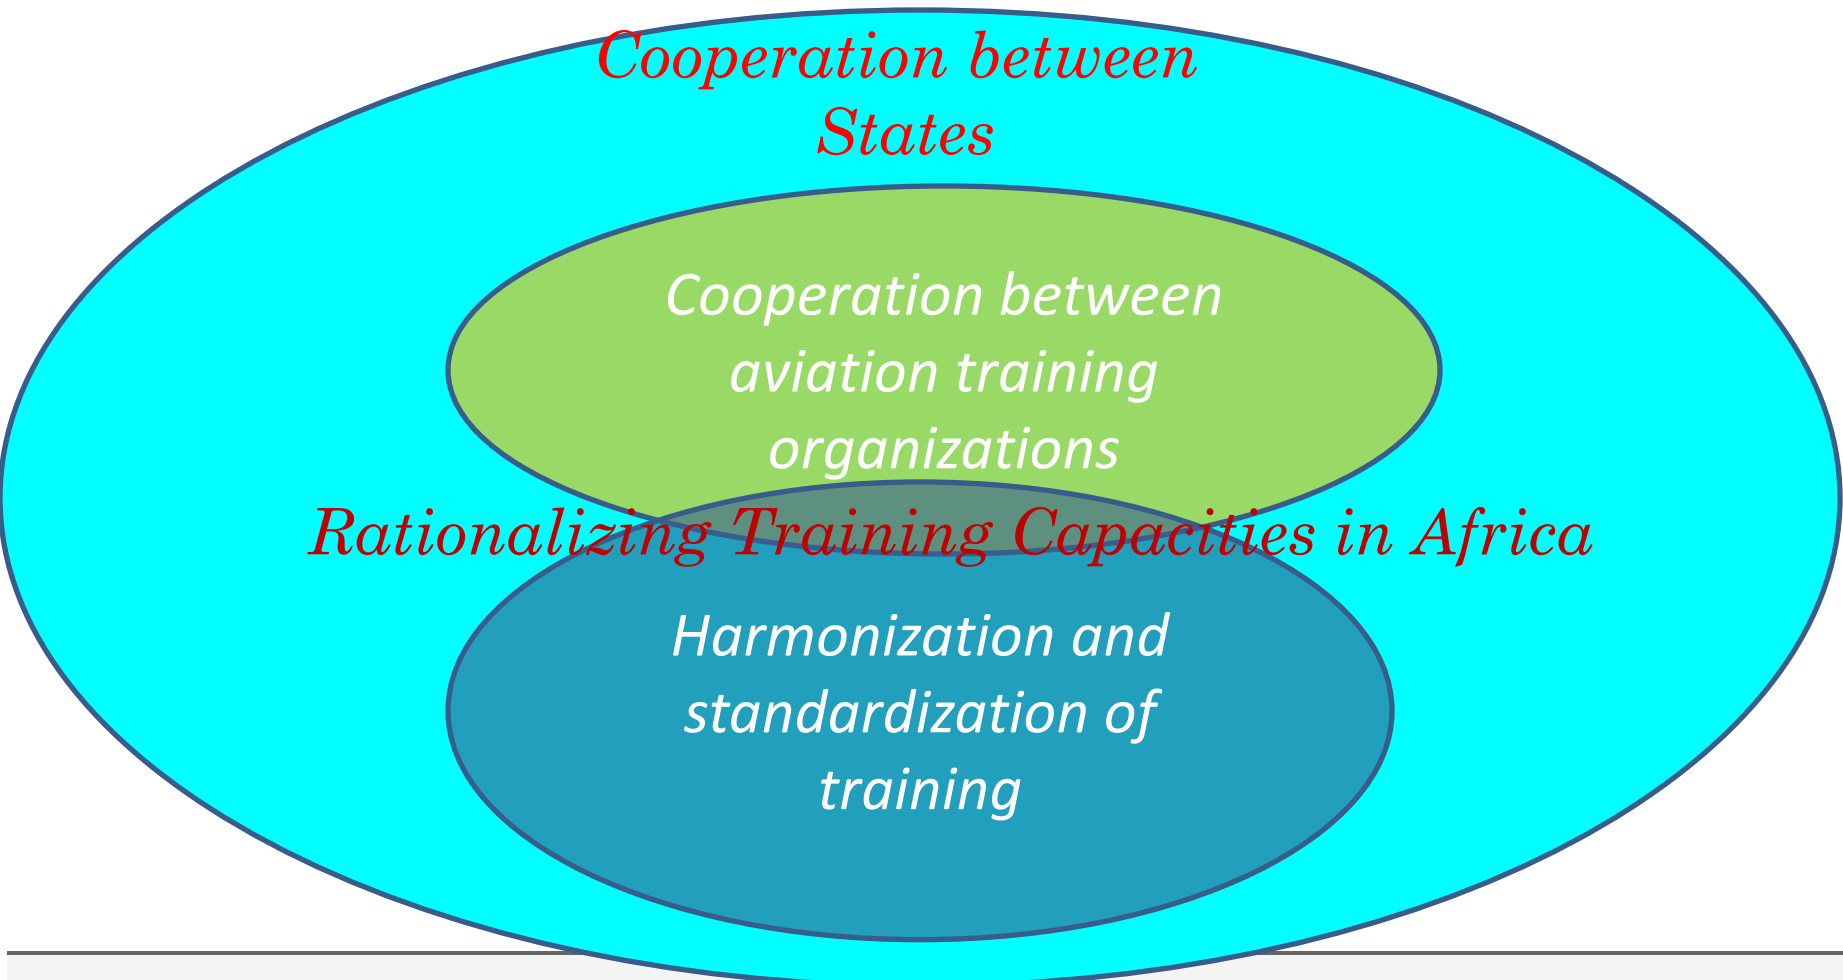 Cooperation between
States
Cooperation between
aviation training
organizations
Rationalizing Training Capacities in Africa
Harmonization and
standardization of
training